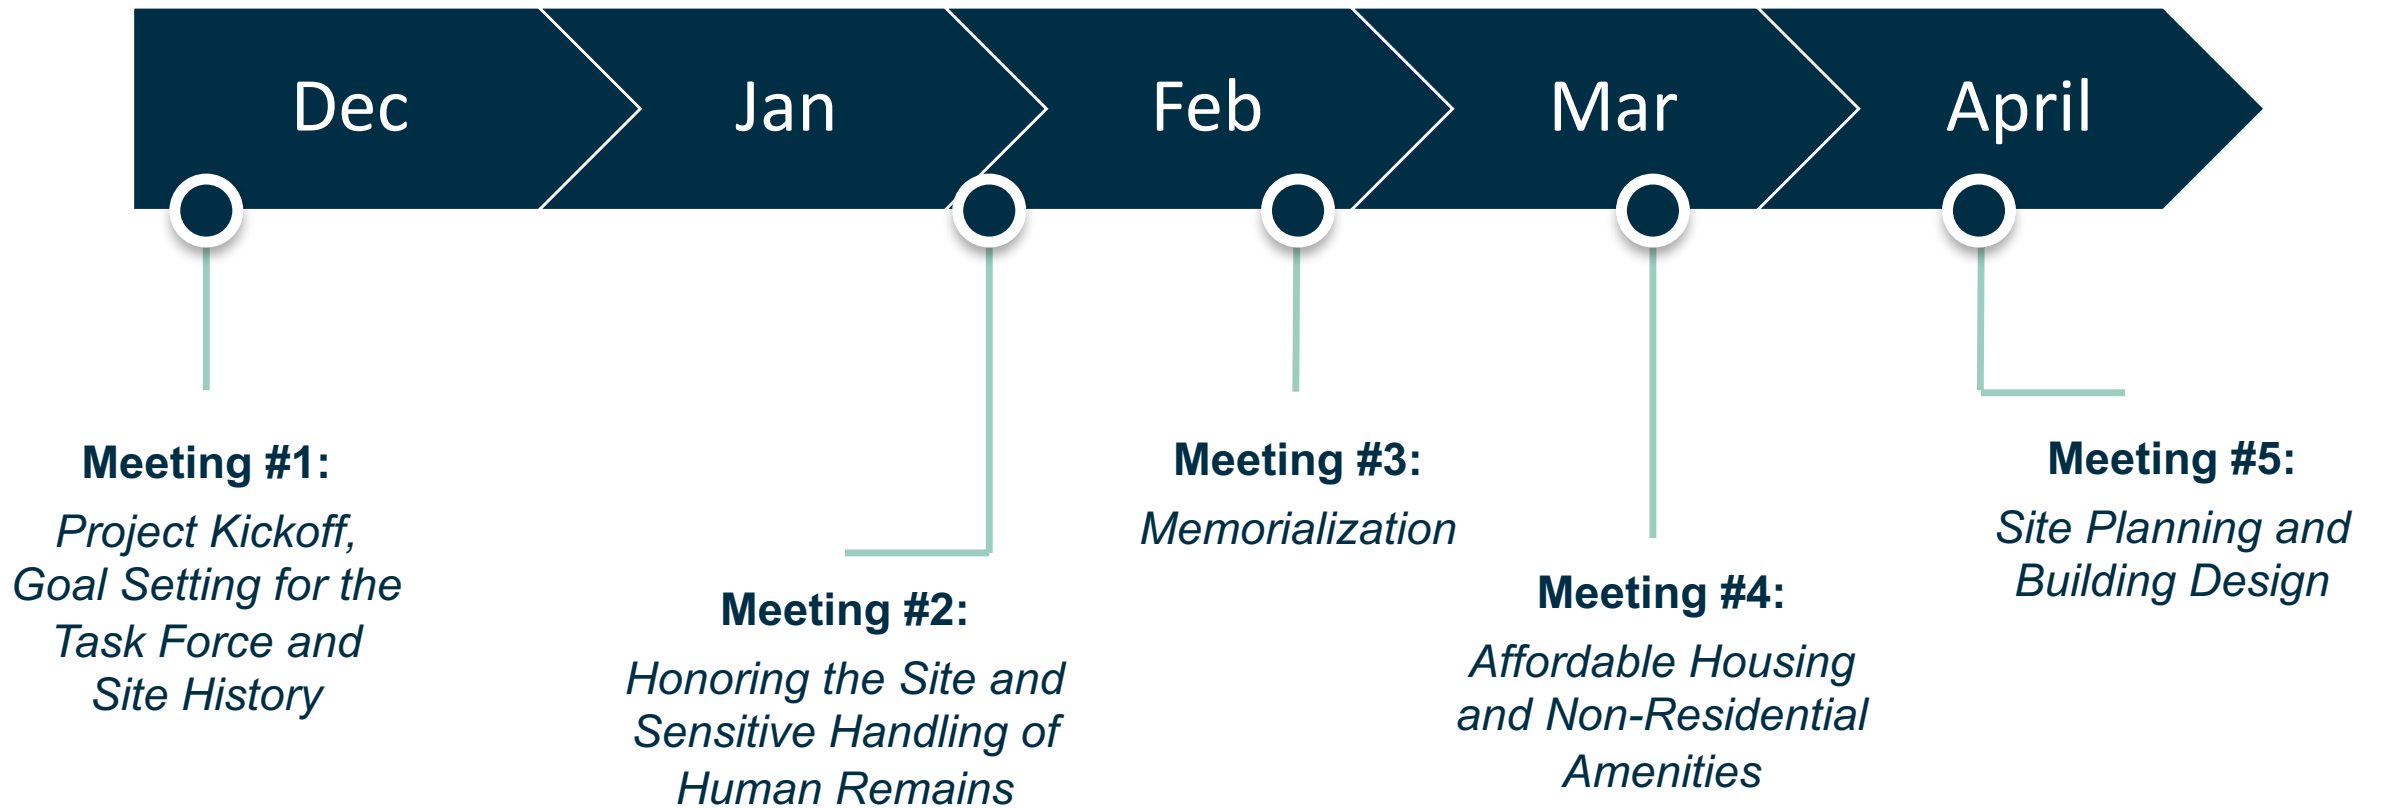 Dec
Jan
Feb
Mar
April
Meeting #1:
Project Kickoff,
Goal Setting for the
Task Force and
Site History
Meeting #2:
Honoring the Site and
Sensitive Handling of
Human Remains
Meeting #3:
Memorialization
Meeting #4:
Affordable Housing
and Non-Residential
Amenities
Meeting #5:
Site Planning and
Building Design